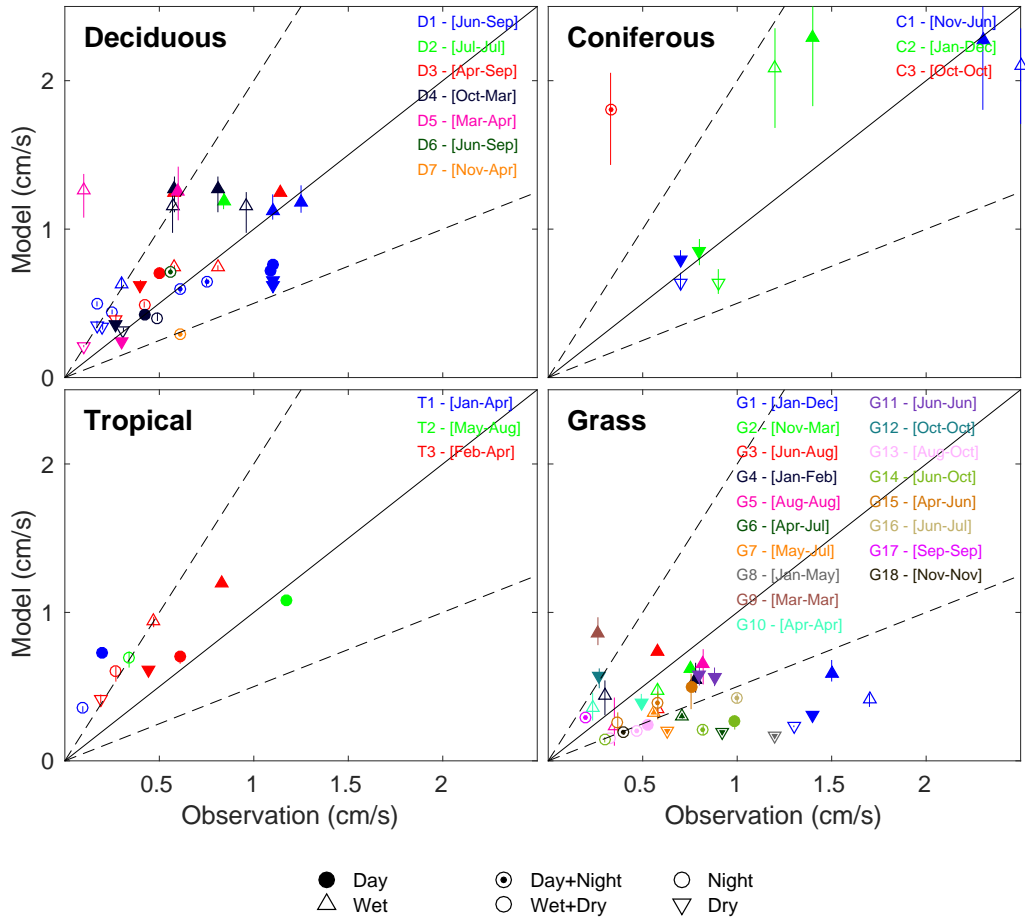 Deciduous
D1 - [Jun-Sep]
D2 - [Jul-Jul]
D3 - [Apr-Sep]
D4 - [Oct-Mar]
D5 - [Mar-Apr]
D6 - [Jun-Sep]
D7 - [Nov-Apr]
2
1
0
Model (cm/s)
Coniferous
C1 - [Nov-Jun]
C2 - [Jan-Dec]
C3 - [Oct-Oct]
Tropical
T1 - [Jan-Apr]
T2 - [May-Aug]
T3 - [Feb-Apr]
2
1
0
Model (cm/s)
0.5
1
1.5
2
Observation (cm/s)
Grass
G1 - [Jan-Dec]
G2 - [Nov-Mar]
G3 - [Jun-Aug]
G4 - [Jan-Feb]
G5 - [Aug-Aug]
G6 - [Apr-Jul]
G7 - [May-Jul]
G8 - [Jan-May]
G9 - [Mar-Mar]
G10 - [Apr-Apr]
G11 - [Jun-Jun]
G12 - [Oct-Oct]
G13 - [Aug-Oct]
G14 - [Jun-Oct]
G15 - [Apr-Jun]
G16 - [Jun-Jul]
G17 - [Sep-Sep]
G18 - [Nov-Nov]
0.5
1
1.5
2
Observation (cm/s)
Day
Day+Night
Night
Wet
Wet+Dry
Dry